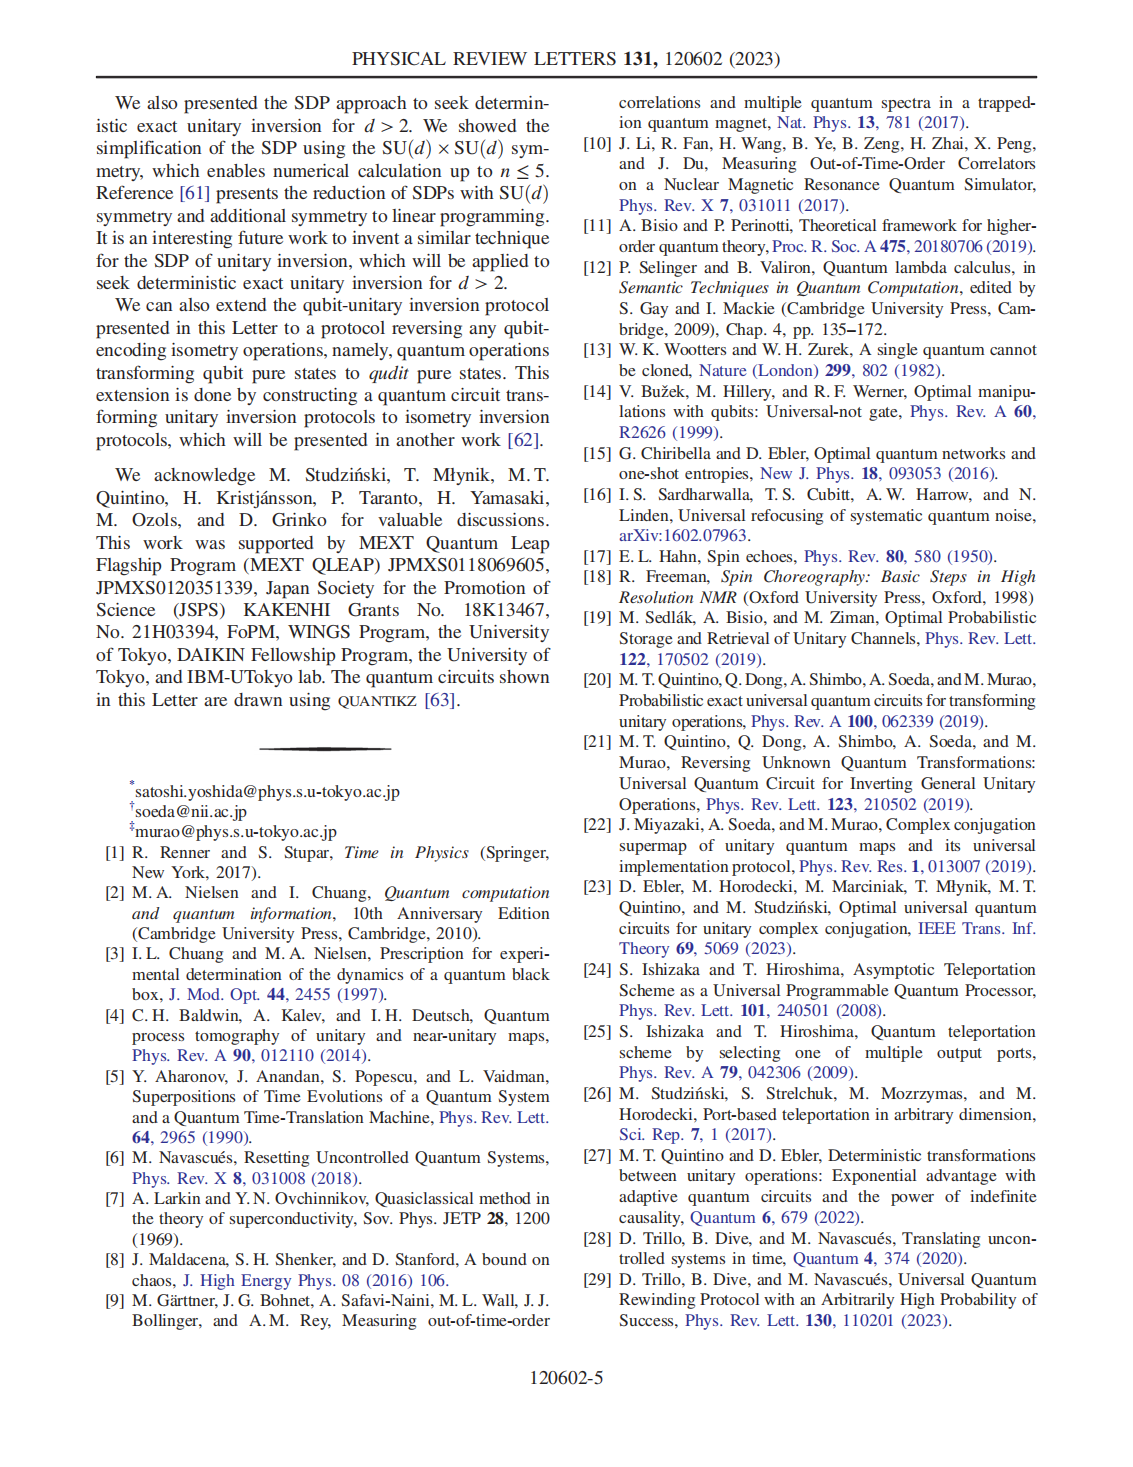 PHYSICAL REVIEW LETTERS 131, 120602 (2023)
We also presented the SDP approach to seek determin-
istic exact unitary inversion for d > 2. We showed the
simplification of the SDP using the SU(d) × SU(d) sym-
metry, which enables numerical calculation up to n ≤ 5.
Reference [61] presents the reduction of SDPs with SU(d)
symmetry and additional symmetry to linear programming.
It is an interesting future work to invent a similar technique
for the SDP of unitary inversion, which will be applied to
seek deterministic exact unitary inversion for d > 2.
We can also extend the qubit-unitary inversion protocol
presented in this Letter to a protocol reversing any qubit-
encoding isometry operations, namely, quantum operations
transforming qubit pure states to qudit pure states. This
extension is done by constructing a quantum circuit trans-
forming unitary inversion protocols to isometry inversion
protocols, which will be presented in another work [62].
We acknowledge M. Studziński, T. Młynik, M. T.
Quintino, H. Kristjánsson, P. Taranto, H. Yamasaki,
M. Ozols, and D. Grinko for valuable discussions.
This work was supported by MEXT Quantum Leap
Flagship Program (MEXT QLEAP) JPMXS0118069605,
JPMXS0120351339, Japan Society for the Promotion of
Science (JSPS) KAKENHI Grants No. 18K13467,
No. 21H03394, FoPM, WINGS Program, the University
of Tokyo, DAIKIN Fellowship Program, the University of
Tokyo, and IBM-UTokyo lab. The quantum circuits shown
in this Letter are drawn using QUANTIKZ [63].
*satoshi.yoshida@phys.s.u-tokyo.ac.jp
†soeda@nii.ac.jp
‡murao@phys.s.u-tokyo.ac.jp
[1] R. Renner and S. Stupar, Time in Physics (Springer,
New York, 2017).
[2] M. A. Nielsen and I. Chuang, Quantum computation
and quantum information, 10th Anniversary Edition
(Cambridge University Press, Cambridge, 2010).
[3] I. L. Chuang and M. A. Nielsen, Prescription for experi-
mental determination of the dynamics of a quantum black
box, J. Mod. Opt. 44, 2455 (1997).
[4] C. H. Baldwin, A. Kalev, and I. H. Deutsch, Quantum
process tomography of unitary and near-unitary maps,
Phys. Rev. A 90, 012110 (2014).
[5] Y. Aharonov, J. Anandan, S. Popescu, and L. Vaidman,
Superpositions of Time Evolutions of a Quantum System
and a Quantum Time-Translation Machine, Phys. Rev. Lett.
64, 2965 (1990).
[6] M. Navascués, Resetting Uncontrolled Quantum Systems,
Phys. Rev. X 8, 031008 (2018).
[7] A. Larkin and Y. N. Ovchinnikov, Quasiclassical method in
the theory of superconductivity, Sov. Phys. JETP 28, 1200
(1969).
[8] J. Maldacena, S. H. Shenker, and D. Stanford, A bound on
chaos, J. High Energy Phys. 08 (2016) 106.
[9] M. Gärttner, J. G. Bohnet, A. Safavi-Naini, M. L. Wall, J. J.
Bollinger, and A. M. Rey, Measuring out-of-time-order
correlations and multiple quantum spectra in a trapped-
ion quantum magnet, Nat. Phys. 13, 781 (2017).
[10] J. Li, R. Fan, H. Wang, B. Ye, B. Zeng, H. Zhai, X. Peng,
and J. Du, Measuring Out-of-Time-Order Correlators
on a Nuclear Magnetic Resonance Quantum Simulator,
Phys. Rev. X 7, 031011 (2017).
[11] A. Bisio and P. Perinotti, Theoretical framework for higher-
order quantum theory, Proc. R. Soc. A 475, 20180706 (2019).
[12] P. Selinger and B. Valiron, Quantum lambda calculus, in
Semantic Techniques in Quantum Computation, edited by
S. Gay and I. Mackie (Cambridge University Press, Cam-
bridge, 2009), Chap. 4, pp. 135–172.
[13] W. K. Wootters and W. H. Zurek, A single quantum cannot
be cloned, Nature (London) 299, 802 (1982).
[14] V. Bužek, M. Hillery, and R. F. Werner, Optimal manipu-
lations with qubits: Universal-not gate, Phys. Rev. A 60,
R2626 (1999).
[15] G. Chiribella and D. Ebler, Optimal quantum networks and
one-shot entropies, New J. Phys. 18, 093053 (2016).
[16] I. S. Sardharwalla, T. S. Cubitt, A. W. Harrow, and N.
Linden, Universal refocusing of systematic quantum noise,
arXiv:1602.07963.
[17] E. L. Hahn, Spin echoes, Phys. Rev. 80, 580 (1950).
[18] R. Freeman, Spin Choreography: Basic Steps in High
Resolution NMR (Oxford University Press, Oxford, 1998)
[19] M. Sedlák, A. Bisio, and M. Ziman, Optimal Probabilistic
Storage and Retrieval of Unitary Channels, Phys. Rev. Lett.
122, 170502 (2019).
[20] M. T. Quintino, Q. Dong, A. Shimbo, A. Soeda, and M. Murao,
Probabilistic exact universal quantum circuits for transforming
unitary operations, Phys. Rev. A 100, 062339 (2019).
[21] M. T. Quintino, Q. Dong, A. Shimbo, A. Soeda, and M.
Murao, Reversing Unknown Quantum Transformations:
Universal Quantum Circuit for Inverting General Unitary
Operations, Phys. Rev. Lett. 123, 210502 (2019).
[22] J. Miyazaki, A. Soeda, and M. Murao, Complex conjugation
supermap of unitary quantum maps and its universal
implementation protocol, Phys. Rev. Res. 1, 013007 (2019).
[23] D. Ebler, M. Horodecki, M. Marciniak, T. Młynik, M. T.
Quintino, and M. Studziński, Optimal universal quantum
circuits for unitary complex conjugation, IEEE Trans. Inf.
Theory 69, 5069 (2023).
[24] S. Ishizaka and T. Hiroshima, Asymptotic Teleportation
Scheme as a Universal Programmable Quantum Processor,
Phys. Rev. Lett. 101, 240501 (2008).
[25] S. Ishizaka and T. Hiroshima, Quantum teleportation
scheme by selecting one of multiple output ports,
Phys. Rev. A 79, 042306 (2009).
[26] M. Studziński, S. Strelchuk, M. Mozrzymas, and M.
Horodecki, Port-based teleportation in arbitrary dimension,
Sci. Rep. 7, 1 (2017).
[27] M. T. Quintino and D. Ebler, Deterministic transformations
between unitary operations: Exponential advantage with
adaptive quantum circuits and the power of indefinite
causality, Quantum 6, 679 (2022).
[28] D. Trillo, B. Dive, and M. Navascués, Translating uncon-
trolled systems in time, Quantum 4, 374 (2020).
[29] D. Trillo, B. Dive, and M. Navascués, Universal Quantum
Rewinding Protocol with an Arbitrarily High Probability of
Success, Phys. Rev. Lett. 130, 110201 (2023).
120602-5